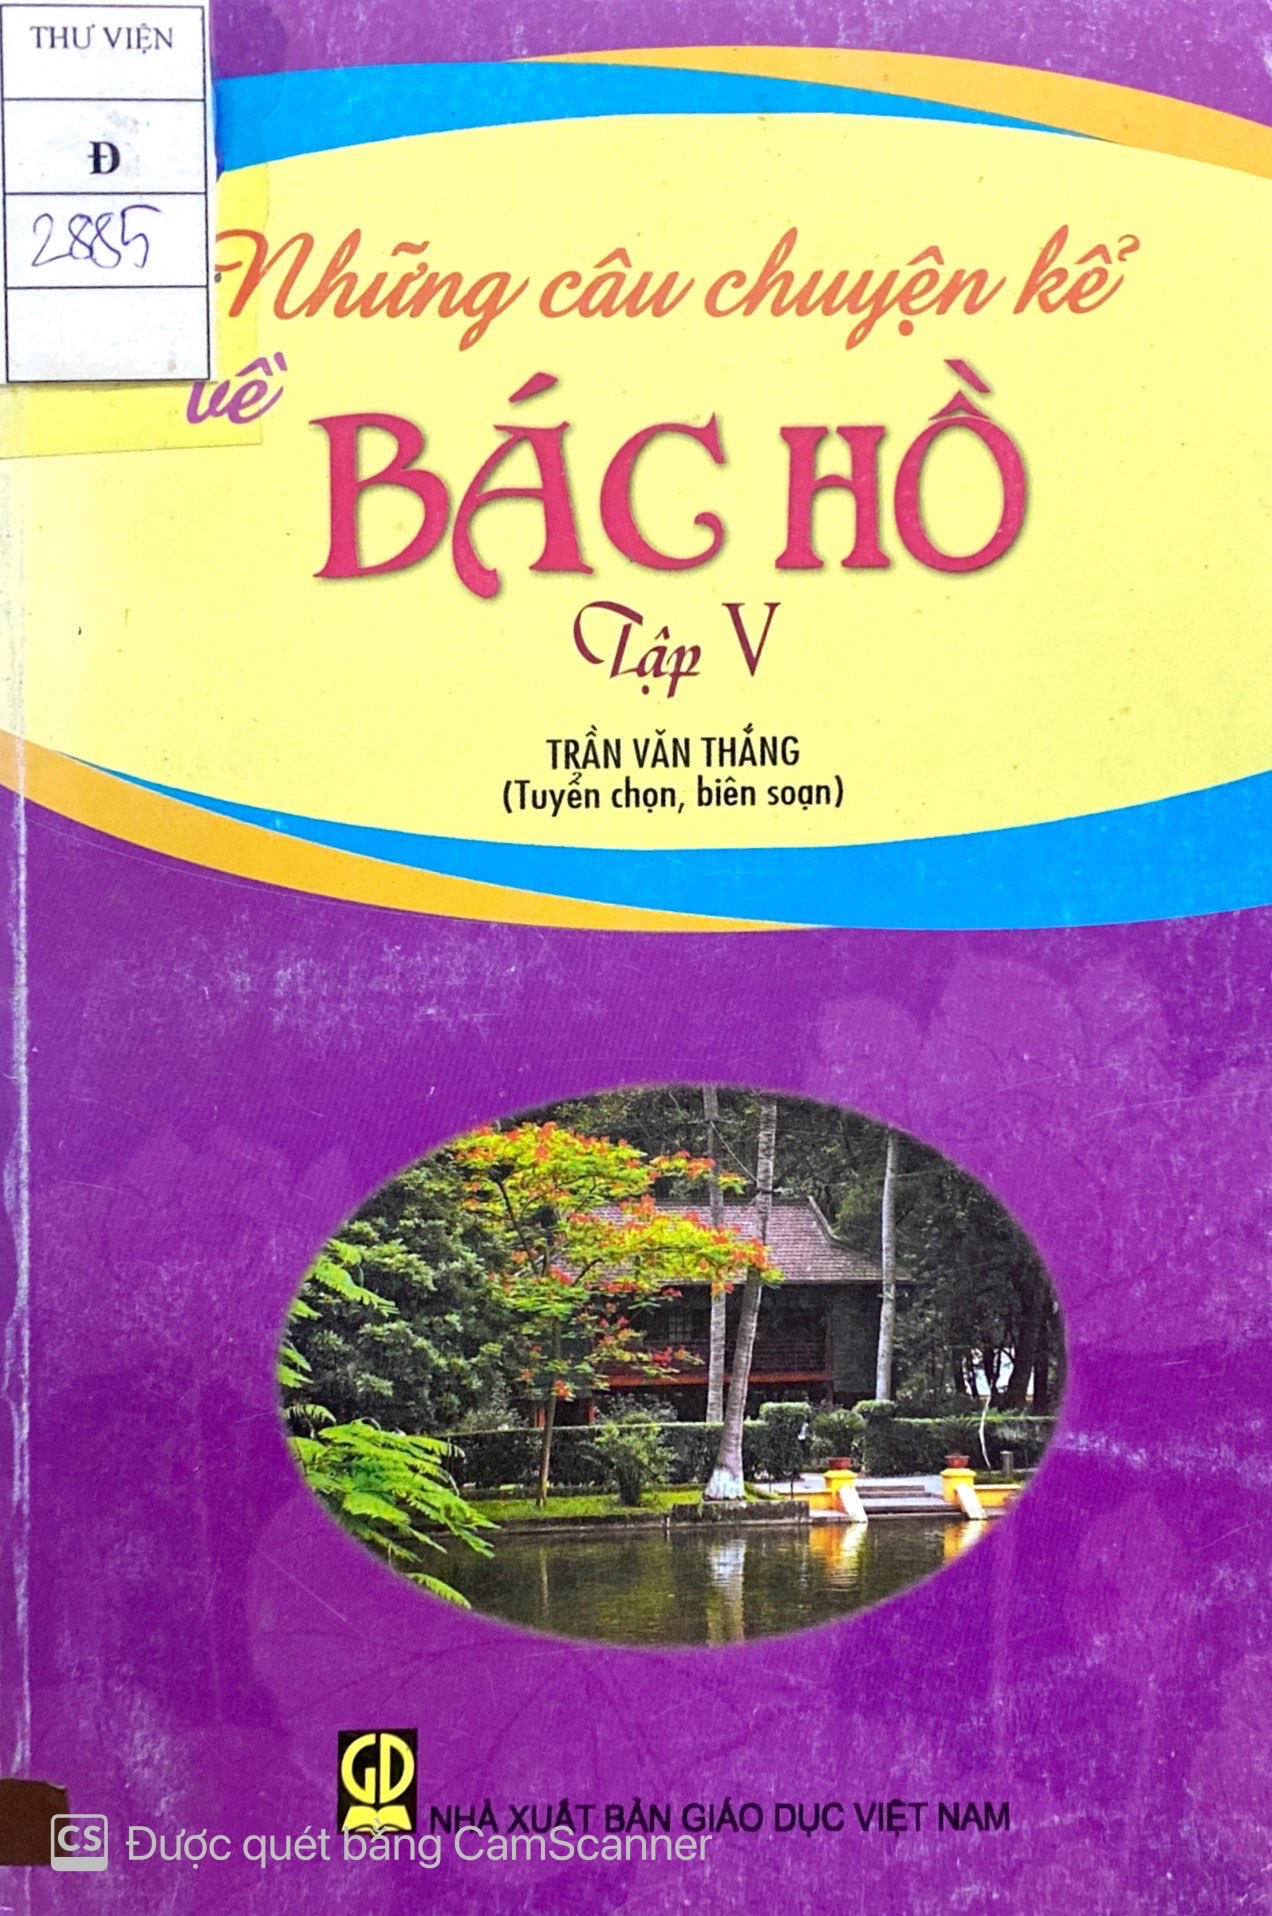 THƯ VIỆN
Đ
2885
Những câu chuyện kể
về
BÁC HỒ
Tập V
TRẦN VĂN THẮNG
(Tuyển chọn, biên soạn)
GD
NHÀ XUẤT BẢN GIÁO DỤC VIỆT NAM
CS Được quét bằng CamScanner